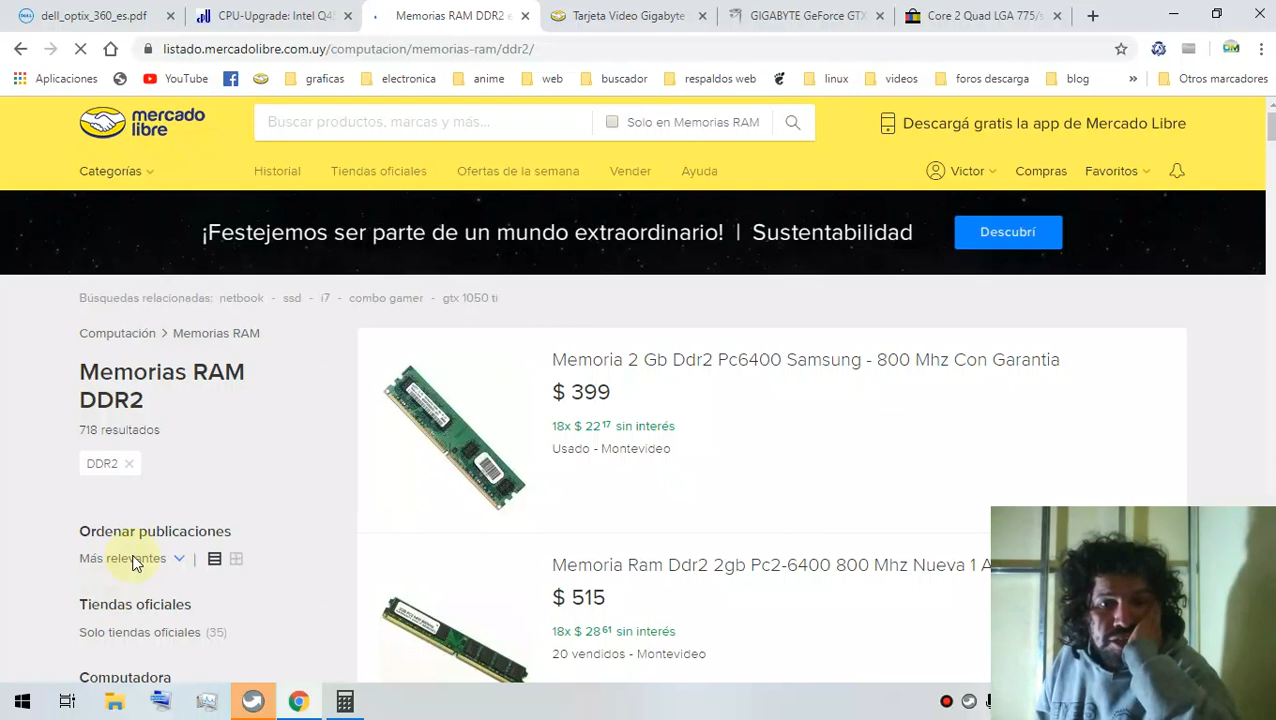 dell_optix_360_es.pdf
CPU-Upgrade: Intel Q4
Memorias RAM DDR2 e
Tarjeta Video Gigabyte
GIGABYTE GeForce GTX
Core 2 Quad LGA 775/s
listado.mercadolibre.com.uy/computacion/memorias-ram/ddr2/
Aplicaciones
YouTube
graficas
electronica
anime
web
buscador
respaldos web
linux
videos
foros descarga
blog
»
Otros marcadores
mercado
libre
Buscar productos, marcas y más...
Solo en Memorias RAM
Descargá gratis la app de Mercado Libre
Categorías
Historial
Tiendas oficiales
Ofertas de la semana
Vender
Ayuda
Victor
Compras
Favoritos
¡Festejemos ser parte de un mundo extraordinario! | Sustentabilidad
Descubrí
Búsquedas relacionadas: netbook - ssd - i7 - combo gamer - gtx 1050 ti
Computación > Memorias RAM
Memorias RAM
DDR2
718 resultados
DDR2 ×
Ordenar publicaciones
Más relevantes
Tiendas oficiales
Solo tiendas oficiales (35)
Computadora
Memoria 2 Gb Ddr2 Pc6400 Samsung - 800 Mhz Con Garantia
$ 399
18x $ 22¹⁷ sin interés
Usado - Montevideo
Memoria Ram Ddr2 2gb Pc2-6400 800 Mhz Nueva 1 A
$ 515
18x $ 28⁶¹ sin interés
20 vendidos - Montevideo